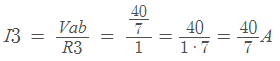 I3 = Vab/R3 = (40/7)/1 = 40/(1·7) = 40/7 A